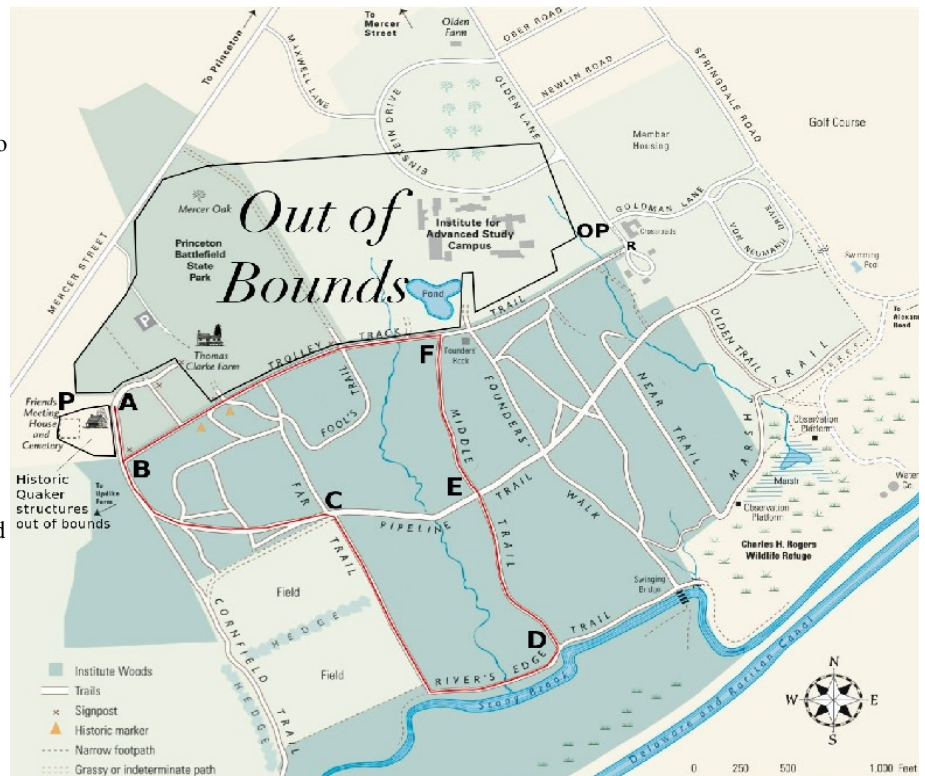 To
Mercer
Street
Olden
Farm
OBER ROAD
To Princeton
MAXWELL LANE
NEWLIN ROAD
SPRINGDALE ROAD
EINSTEIN DRIVE
OLDEN LANE
Golf Course
o
Member
Housing
Mercer Oak
Out of
Bounds
Institute for
Advanced Study
Campus
GOLDMAN LANE
OP
Crossroads
R
VON NEUMANN
DRIVE
Princeton
Battlefield
State
Park
MERCER STREET
Swimming
Pool
Pond
P
To
Road
TROLLEY TRACK TRAIL
Thomas
Clarke Farm
F
Founders'
Rock
OLDEN TRAIL
P
A
Friends
Meeting
House
and
Cemetery
FOOL'S
TRAIL
MIDDLE
TRAIL
FOUNDERS'
WALK
NEAR
TRAIL
MARSH TRAIL
Observation
Platform
B
Historic
Quaker
structures
out of bounds
To
Updike
Farm
FAR
TRAIL
C
E
PIPELINE TRAIL
Marsh
Water
Co.
d
Observation
Platform
Charles H. Rogers
Wildlife Refuge
Field
HEDGE
CORNFIELD TRAIL
HEDGE
Field
Swinging
Bridge
D
RIVER'S EDGE TRAIL
Stony Brook
Delaware and Raritan Canal
Institute Woods
Trails
Signpost
Historic marker
Narrow footpath
Grassy or indeterminate path
N
W E
S
0 250 500 1,000 Feet